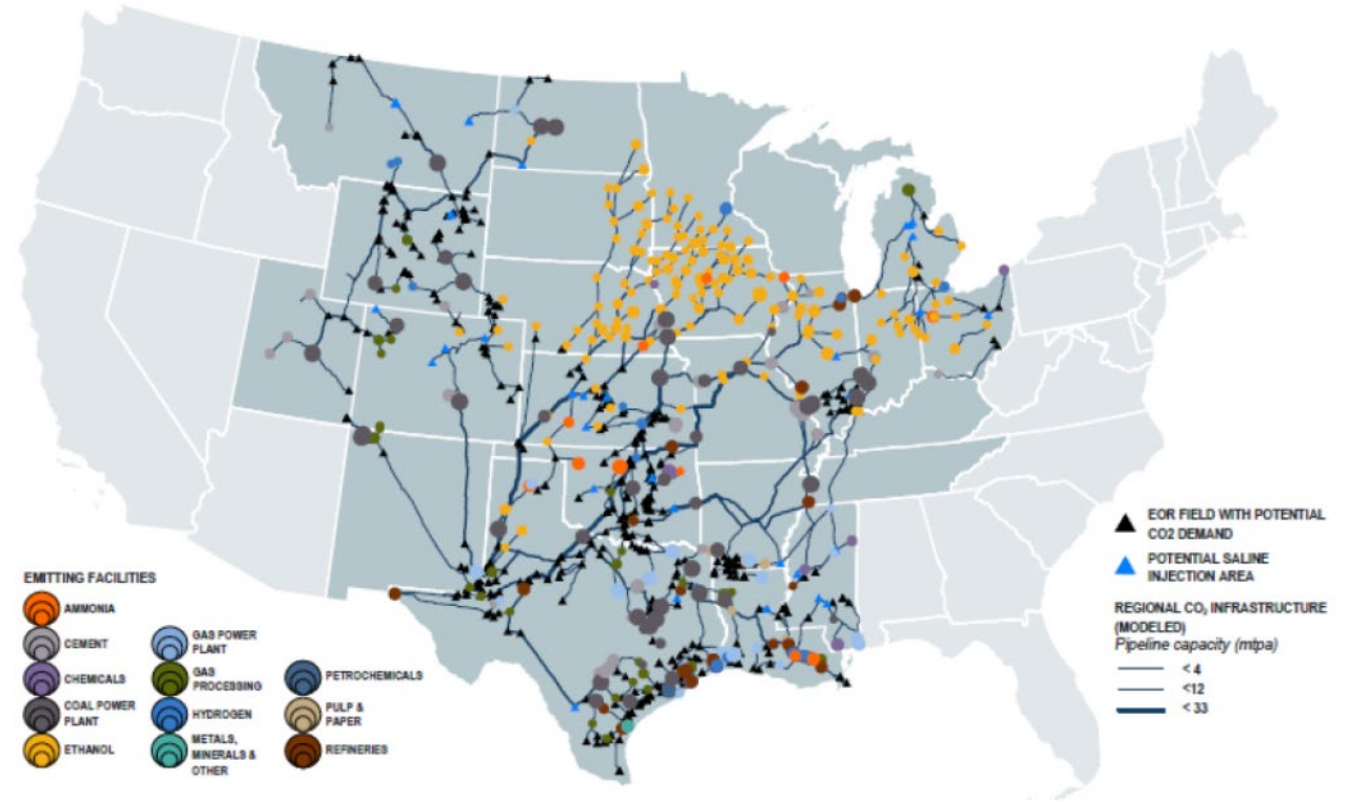 EOR FIELD WITH POTENTIAL
CO2 DEMAND
POTENTIAL SALINE
INJECTION AREA
REGIONAL CO₂ INFRASTRUCTURE
(MODELED)
Pipeline capacity (mtpa)
< 4
<12
< 33
EMITTING FACILITIES
AMMONIA
CEMENT
CHEMICALS
COAL POWER
PLANT
ETHANOL
GAS POWER
PLANT
GAS
PROCESSING
HYDROGEN
METALS,
MINERALS &
OTHER
PETROCHEMICALS
PULP &
PAPER
REFINERIES